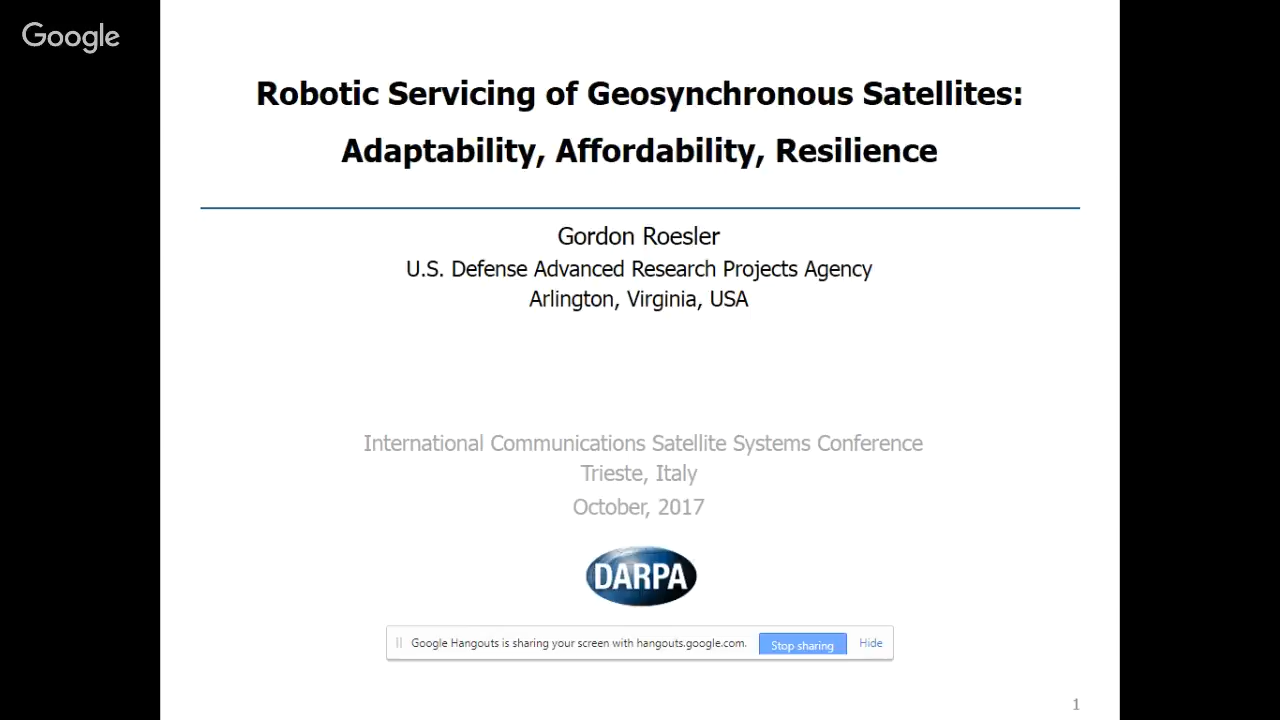 Google
Robotic Servicing of Geosynchronous Satellites:
Adaptability, Affordability, Resilience
Gordon Roesler
U.S. Defense Advanced Research Projects Agency
Arlington, Virginia, USA
International Communications Satellite Systems Conference
Trieste, Italy
October, 2017
DARPA
Google Hangouts is sharing your screen with hangouts.google.com. Stop sharing Hide
1